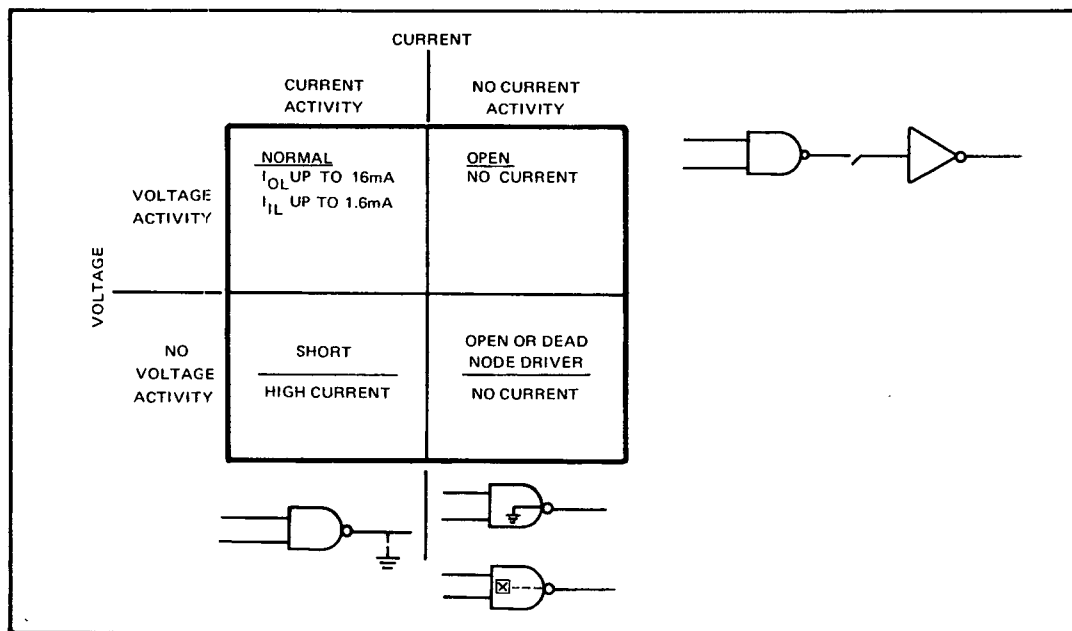 CURRENT
CURRENT
ACTIVITY
NO CURRENT
ACTIVITY
VOLTAGE
VOLTAGE
ACTIVITY
NORMAL
IOL UP TO 16mA
IIL UP TO 1.6mA
OPEN
NO CURRENT
NO
VOLTAGE
ACTIVITY
SHORT
HIGH CURRENT
OPEN OR DEAD
NODE DRIVER
NO CURRENT